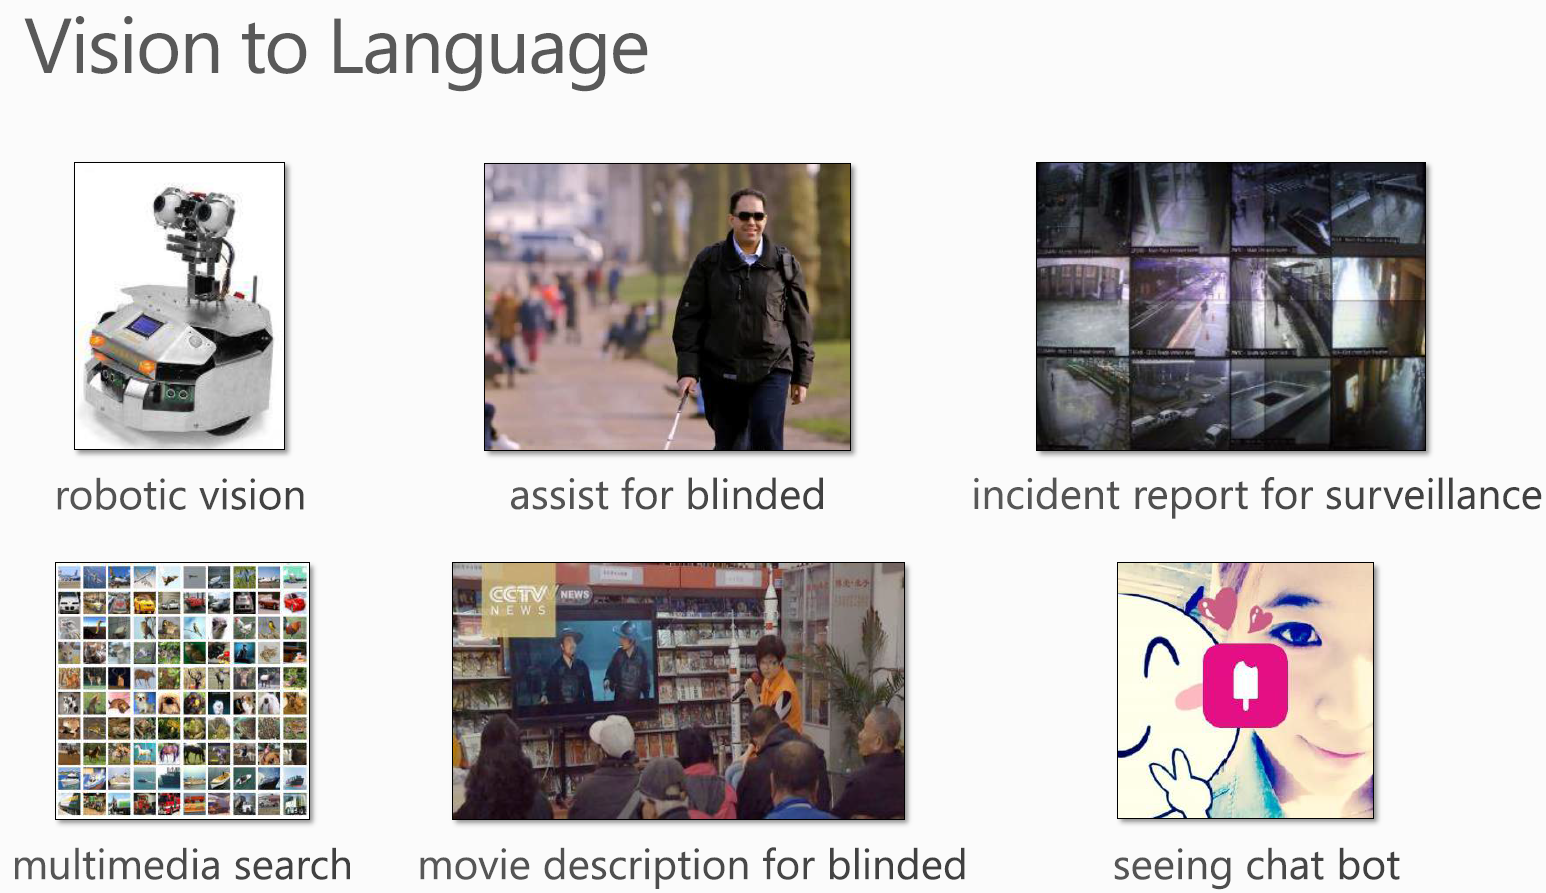 Vision to Language
robotic vision
assist for blinded
incident report for surveillance
CCTV NEWS
NEWS
multimedia search
movie description for blinded
seeing chat bot